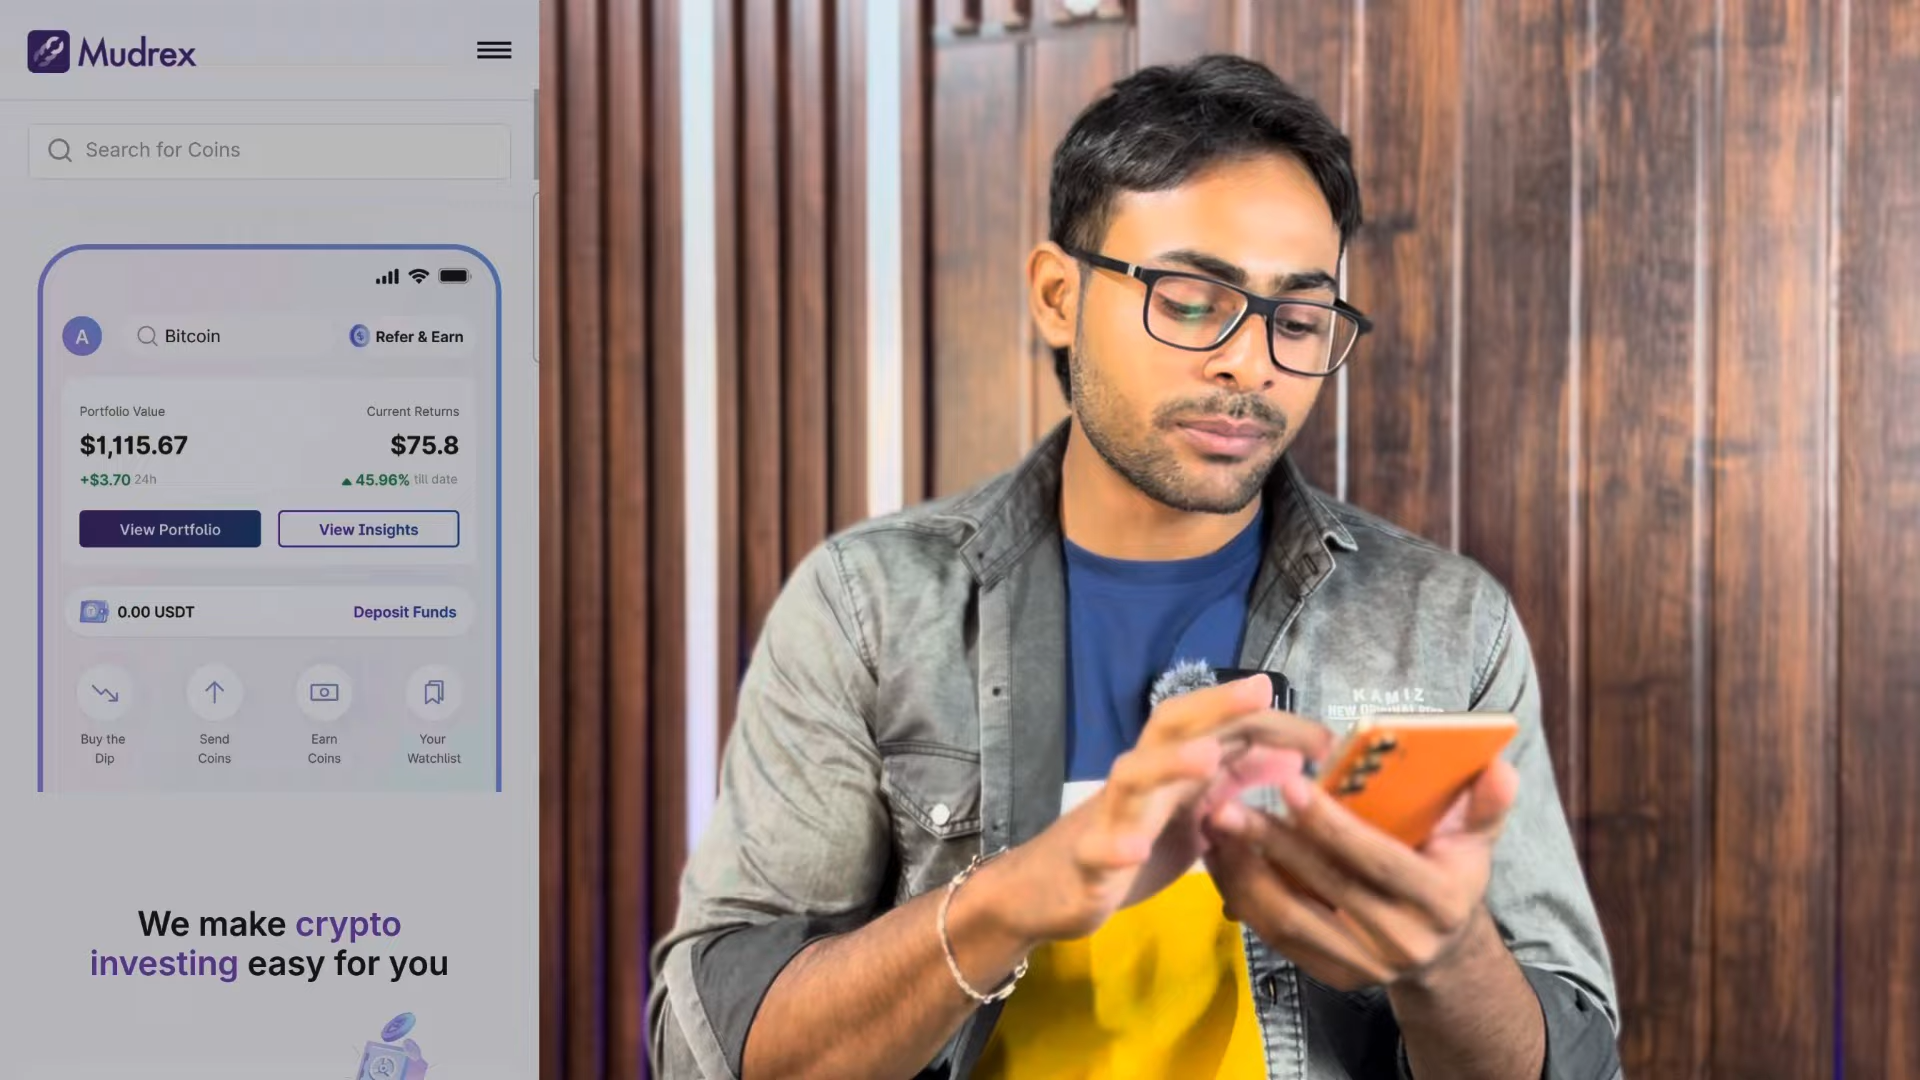 Mudrex
Search for Coins
A
Bitcoin
Refer & Earn
Portfolio Value
Current Returns
$1,115.67
$75.8
+$3.70 24h
45.96% till date
View Portfolio
View Insights
0.00 USDT
Deposit Funds
Buy the
Dip
Send
Coins
Earn
Coins
Your
Watchlist
We make crypto
investing easy for you
KAMIZ
NEW ORIGINAL